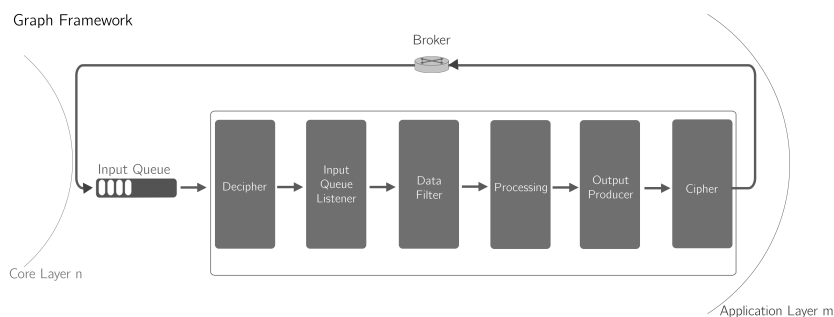 Graph Framework
Broker
Input Queue
Decipher
Input
Queue
Listener
Data
Filter
Processing
Output
Producer
Cipher
Core Layer n
Application Layer m